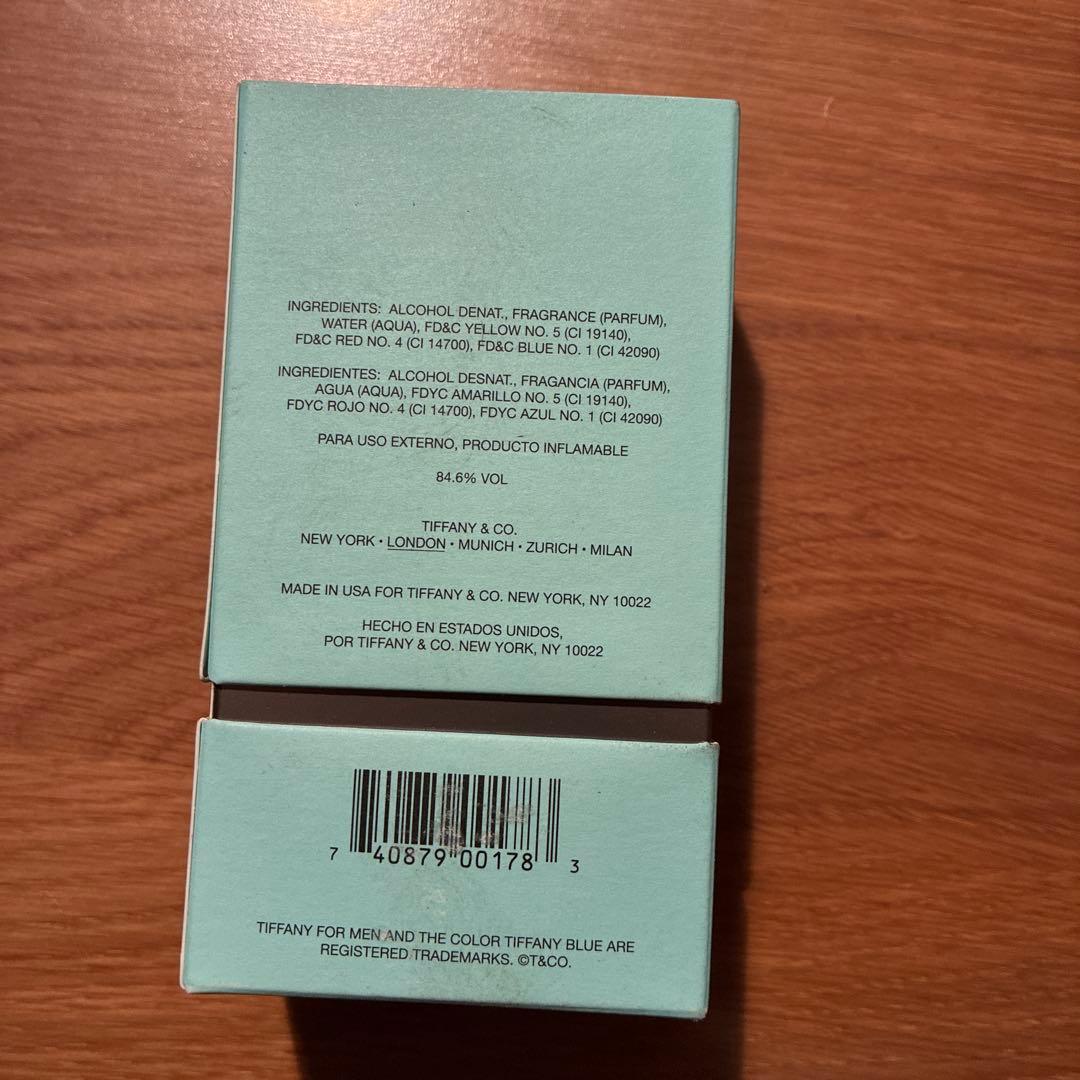 INGREDIENTS: ALCOHOL DENAT., FRAGRANCE (PARFUM),
WATER (AQUA), FD&C YELLOW NO. 5 (CI 19140),
FD&C RED NO. 4 (CI 14700), FD&C BLUE NO. 1 (CI 42090)
INGREDIENTES: ALCOHOL DESNAT., FRAGANCIA (PARFUM),
AGUA (AQUA), FDYC AMARILLO NO. 5 (CI 19140),
FDYC ROJO NO. 4 (CI 14700), FDYC AZUL NO. 1 (CI 42090)
PARA USO EXTERNO, PRODUCTO INFLAMABLE
84.6% VOL
TIFFANY & CO.
NEW YORK • LONDON • MUNICH • ZURICH • MILAN
MADE IN USA FOR TIFFANY & CO. NEW YORK, NY 10022
HECHO EN ESTADOS UNIDOS,
POR TIFFANY & CO. NEW YORK, NY 10022
7 40879 00178 3
TIFFANY FOR MEN AND THE COLOR TIFFANY BLUE ARE
REGISTERED TRADEMARKS. ©T&CO.